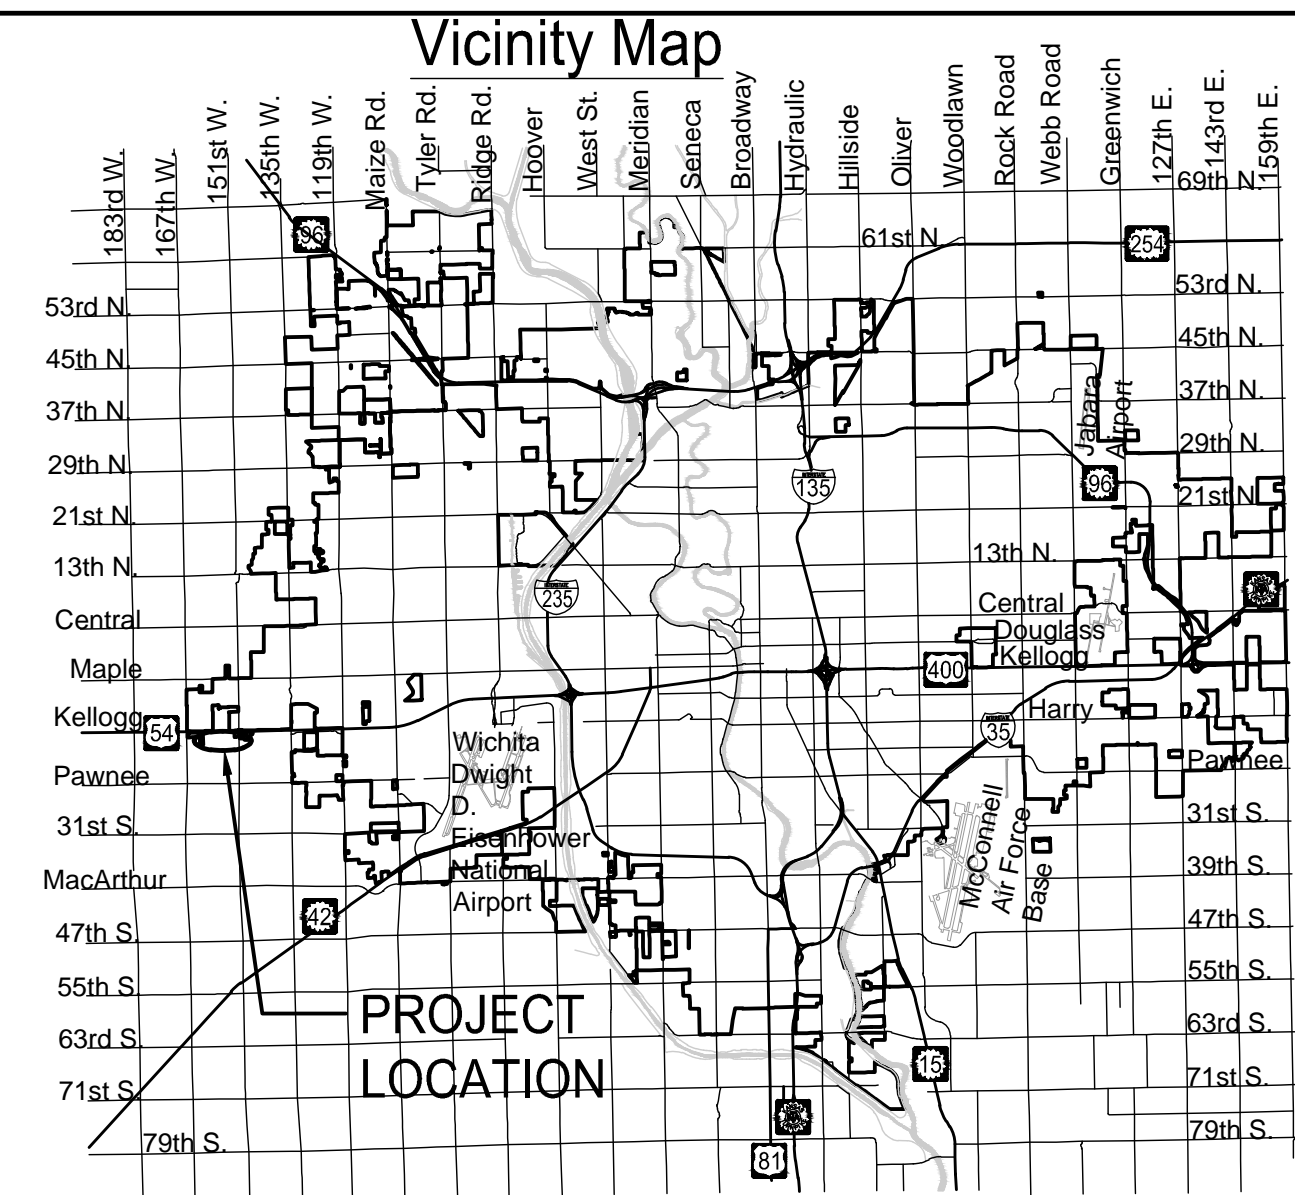 Vicinity Map
183rd W.
167th W.
151st W.
135th W.
119th W.
Maize Rd.
Tyler Rd.
Ridge Rd.
Hoover
West St.
Meridian
Seneca
Broadway
Hydraulic
Hillside
Oliver
Woodlawn
Rock Road
Webb Road
Greenwich
127th E.
143rd E.
159th E.
69th N.
96
61st N.
254
53rd N.
53rd N.
45th N.
45th N.
37th N.
37th N.
Jabara
Airport
29th N.
29th N.
INTERSTATE
135
96
21st N.
21st N.
13th N.
13th N.
INTERSTATE
235
Central
Central
Douglass
Maple
Kellogg
400
Kellogg
54
Harry
INTERSTATE
35
Wichita
Dwight
D.
Eisenhower
National
Airport
Pawnee
Pawnee
31st S.
31st S.
McConnell
Air Force
Base
MacArthur
39th S.
42
47th S.
47th S.
55th S.
55th S.
PROJECT
LOCATION
63rd S.
63rd S.
15
71st S.
71st S.
79th S.
79th S.
81